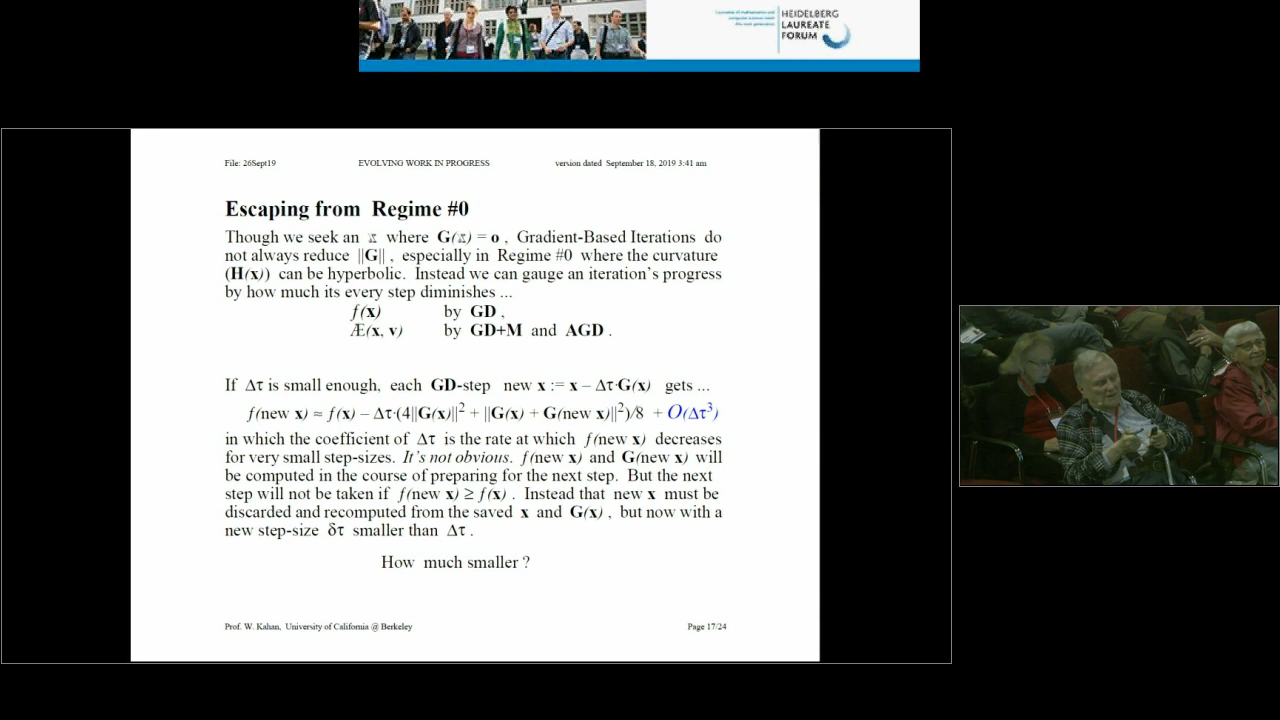 HEIDELBERG
LAUREATE
FORUM
File: 26Sept19 EVOLVING WORK IN PROGRESS version dated September 18, 2019 3:41 am
Escaping from Regime #0
Though we seek an 𝕫 where G(𝕫) = o , Gradient-Based Iterations do
not always reduce ||G|| , especially in Regime #0 where the curvature
(H(x)) can be hyperbolic. Instead we can gauge an iteration's progress
by how much its every step diminishes ...
ƒ(x) by GD ,
Æ(x, v) by GD+M and AGD .
If Δτ is small enough, each GD-step new x := x – Δτ·G(x) gets ...
ƒ(new x) ≈ ƒ(x) – Δτ·(4||G(x)||² + ||G(x) + G(new x)||²)/8 + O(Δτ³)
in which the coefficient of Δτ is the rate at which ƒ(new x) decreases
for very small step-sizes. It's not obvious. ƒ(new x) and G(new x) will
be computed in the course of preparing for the next step. But the next
step will not be taken if ƒ(new x) ≥ ƒ(x) . Instead that new x must be
discarded and recomputed from the saved x and G(x) , but now with a
new step-size δτ smaller than Δτ .
How much smaller ?
Prof. W. Kahan, University of California @ Berkeley Page 17/24